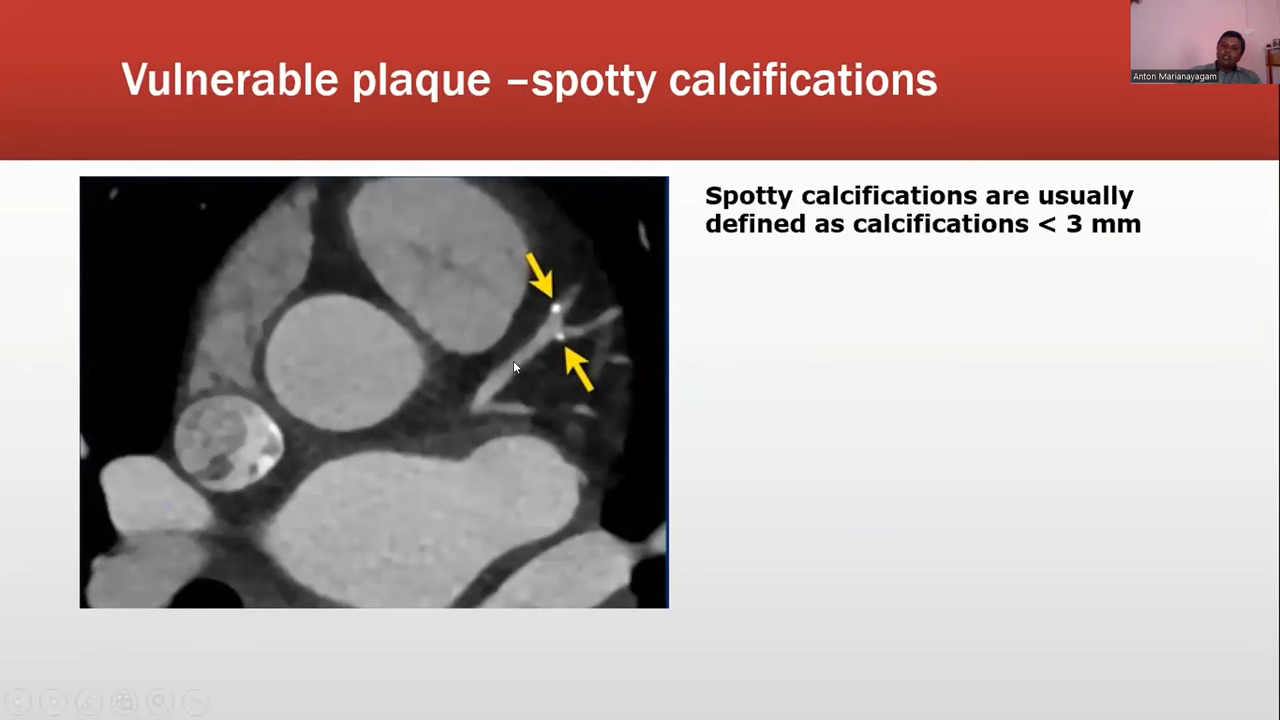 Vulnerable plaque –spotty calcifications
Anton Marianayagam
Spotty calcifications are usually
defined as calcifications < 3 mm